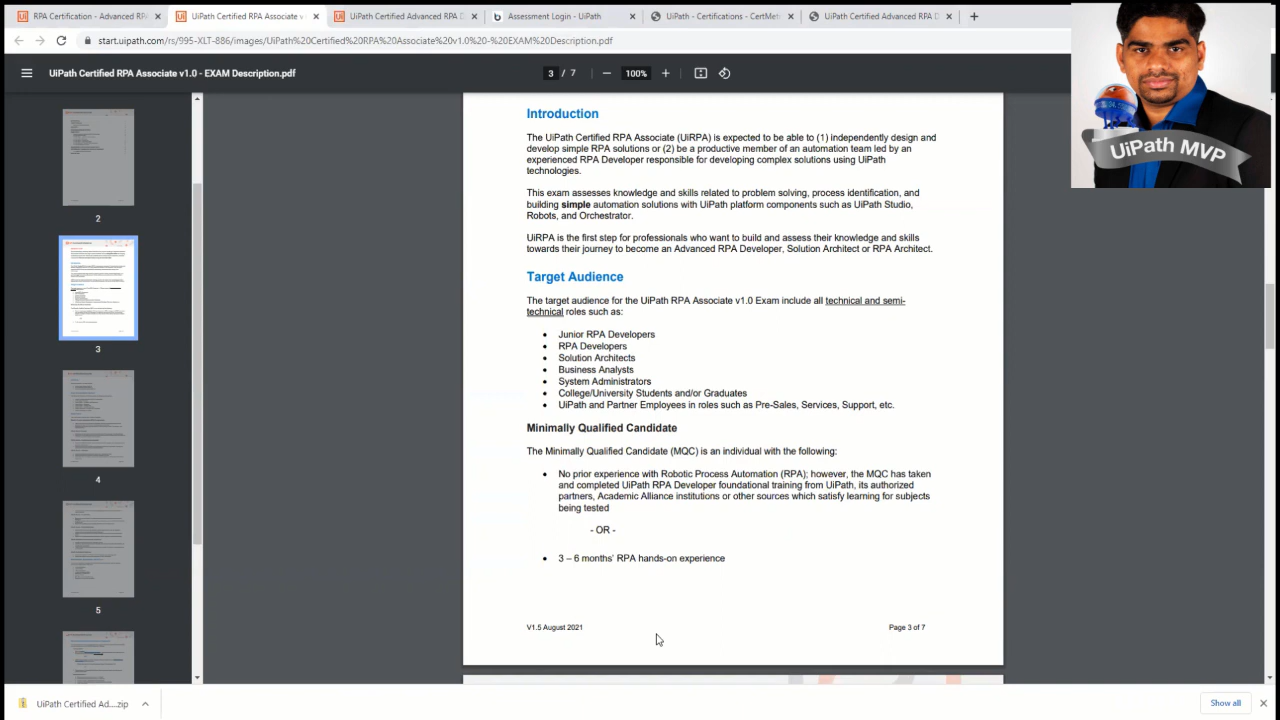 RPA Certification - Advanced RPA
UiPath Certified RPA Associate v
UiPath Certified Advanced RPA D
Assessment Login - UiPath
UiPath - Certifications - CertMetr
UiPath Certified Advanced RPA D
start.uipath.com/rs/995-XLT-886/images/UiPath%20Certified%20RPA%20Associate%20v1.0%20-%20EXAM%20Description.pdf
UiPath Certified RPA Associate v1.0 - EXAM Description.pdf
3 / 7
100%
UiPath MVP
2
3
4
5
Introduction
The UiPath Certified RPA Associate (UiRPA) is expected to be able to (1) independently design and
develop simple RPA solutions or (2) be a productive member of an automation team led by an
experienced RPA Developer responsible for developing complex solutions using UiPath
technologies.
This exam assesses knowledge and skills related to problem solving, process identification, and
building simple automation solutions with UiPath platform components such as UiPath Studio,
Robots, and Orchestrator.
UiRPA is the first step for professionals who want to build and assess their knowledge and skills
towards their journey to become an Advanced RPA Developer, Solution Architect or RPA Architect.
Target Audience
The target audience for the UiPath RPA Associate v1.0 Exam include all technical and semi-
technical roles such as:
• Junior RPA Developers
• RPA Developers
• Solution Architects
• Business Analysts
• System Administrators
• College/University Students and/or Graduates
• UiPath and Partner Employees in roles such as Pre-Sales, Services, Support, etc.
Minimally Qualified Candidate
The Minimally Qualified Candidate (MQC) is an individual with the following:
• No prior experience with Robotic Process Automation (RPA); however, the MQC has taken
and completed UiPath RPA Developer foundational training from UiPath, its authorized
partners, Academic Alliance institutions or other sources which satisfy learning for subjects
being tested
- OR -
• 3 – 6 months' RPA hands-on experience
V1.5 August 2021
Page 3 of 7
UiPath Certified Ad....zip
Show all